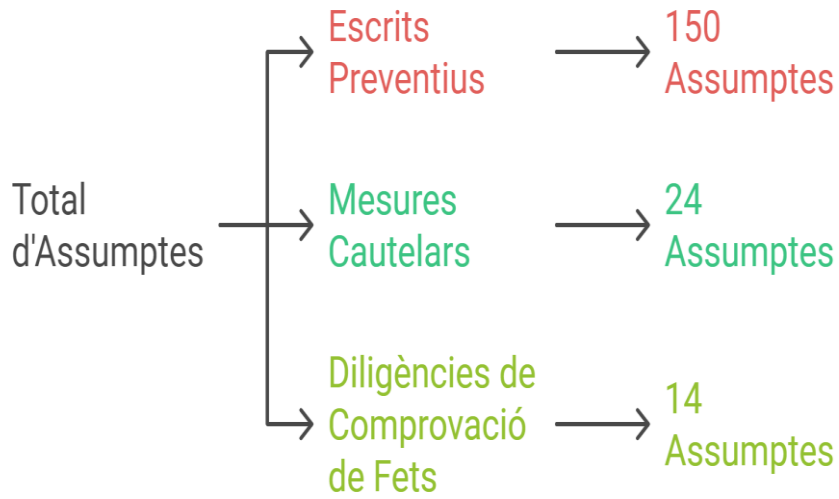 Total
d'Assumptes
Escrits
Preventius
150
Assumptes
Mesures
Cautelars
24
Assumptes
Diligències de
Comprovació
de Fets
14
Assumptes